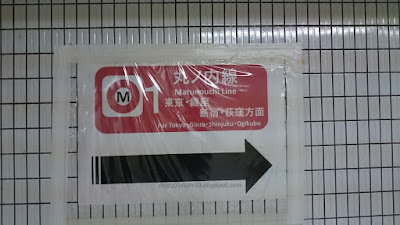 丸ノ内線
M
Marunouchi Line
東京・銀座
新宿・荻窪方面
For Tokyo・Ginza・Shinjuku・Ogikubo